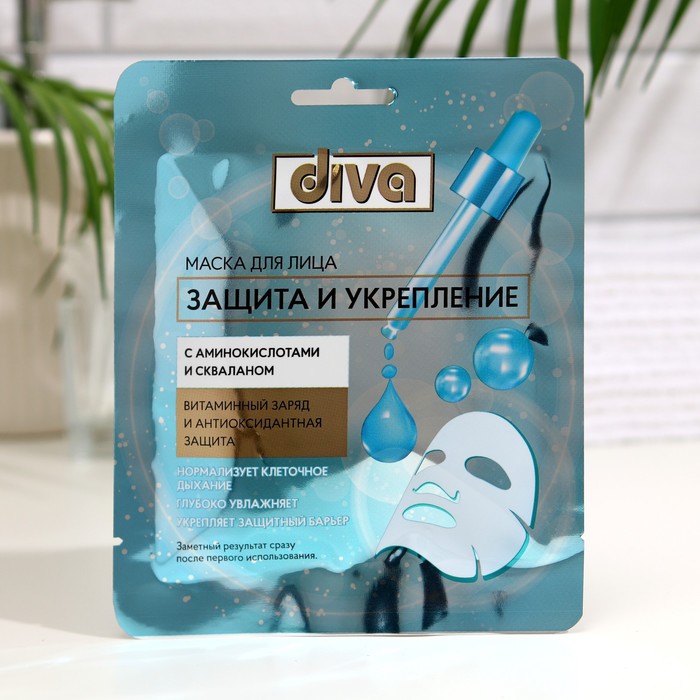 diva
МАСКА ДЛЯ ЛИЦА
ЗАЩИТА И УКРЕПЛЕНИЕ
С АМИНОКИСЛОТАМИ
И СКВАЛАНОМ
ВИТАМИННЫЙ ЗАРЯД
И АНТИОКСИДАНТНАЯ
ЗАЩИТА
НОРМАЛИЗУЕТ КЛЕТОЧНОЕ
ДЫХАНИЕ
ГЛУБОКО УВЛАЖНЯЕТ
УКРЕПЛЯЕТ ЗАЩИТНЫЙ БАРЬЕР
Заметный результат сразу
после первого использования.